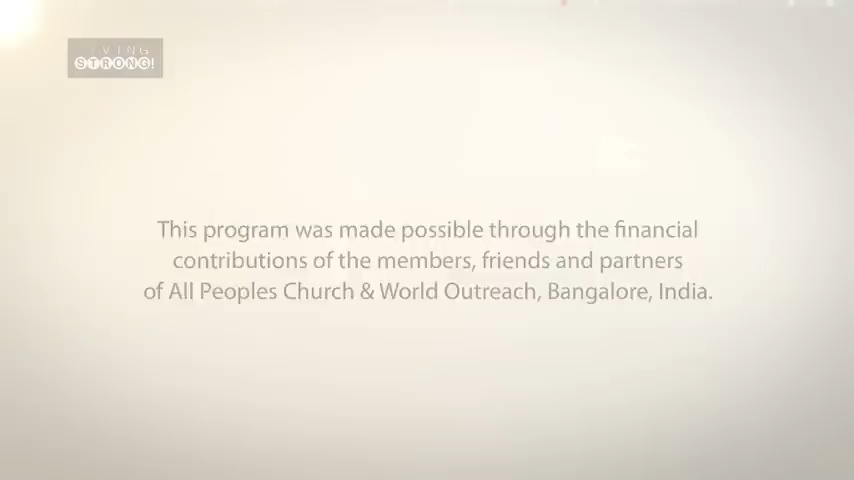 LIVING
STRONG!
This program was made possible through the financial
contributions of the members, friends and partners
of All Peoples Church & World Outreach, Bangalore, India.